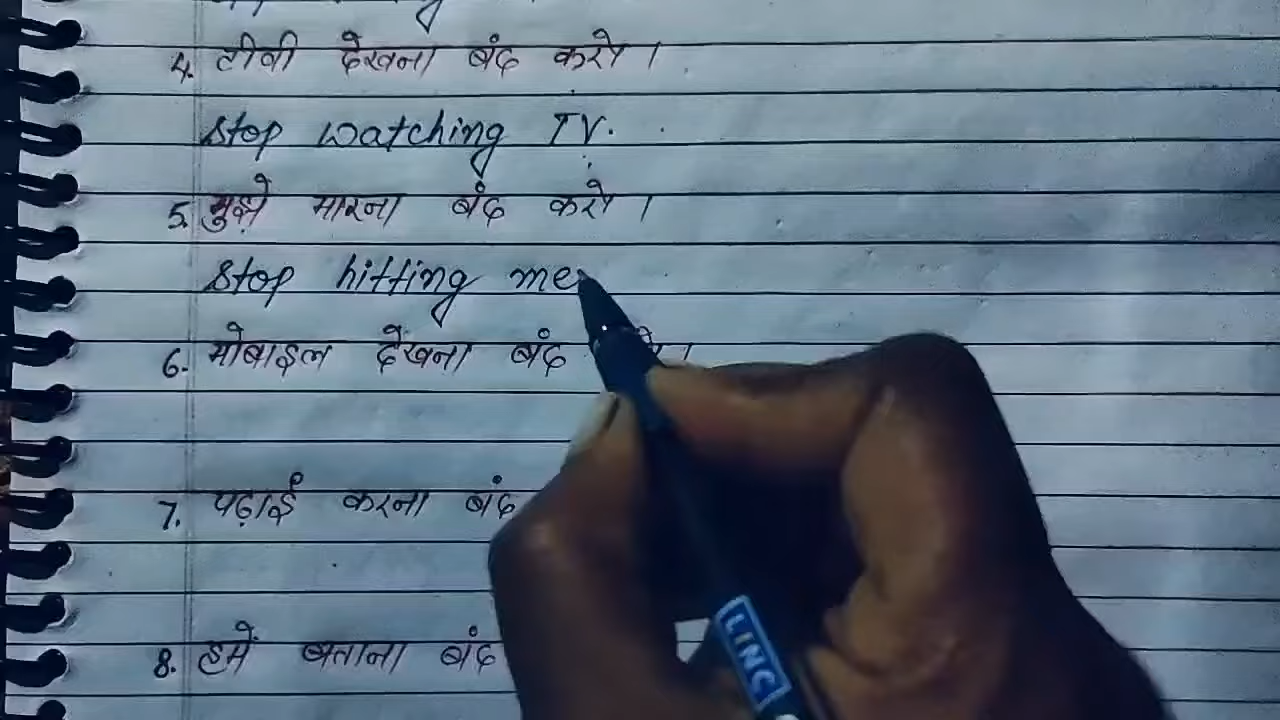 4. टीवी देखना बंद करो।
Stop watching TV.
5. मुझे मारना बंद करो।
Stop hitting me
6. मोबाइल देखना बंद
7. पढ़ाई करना बंद
8. हमें बताना बंद
LINC